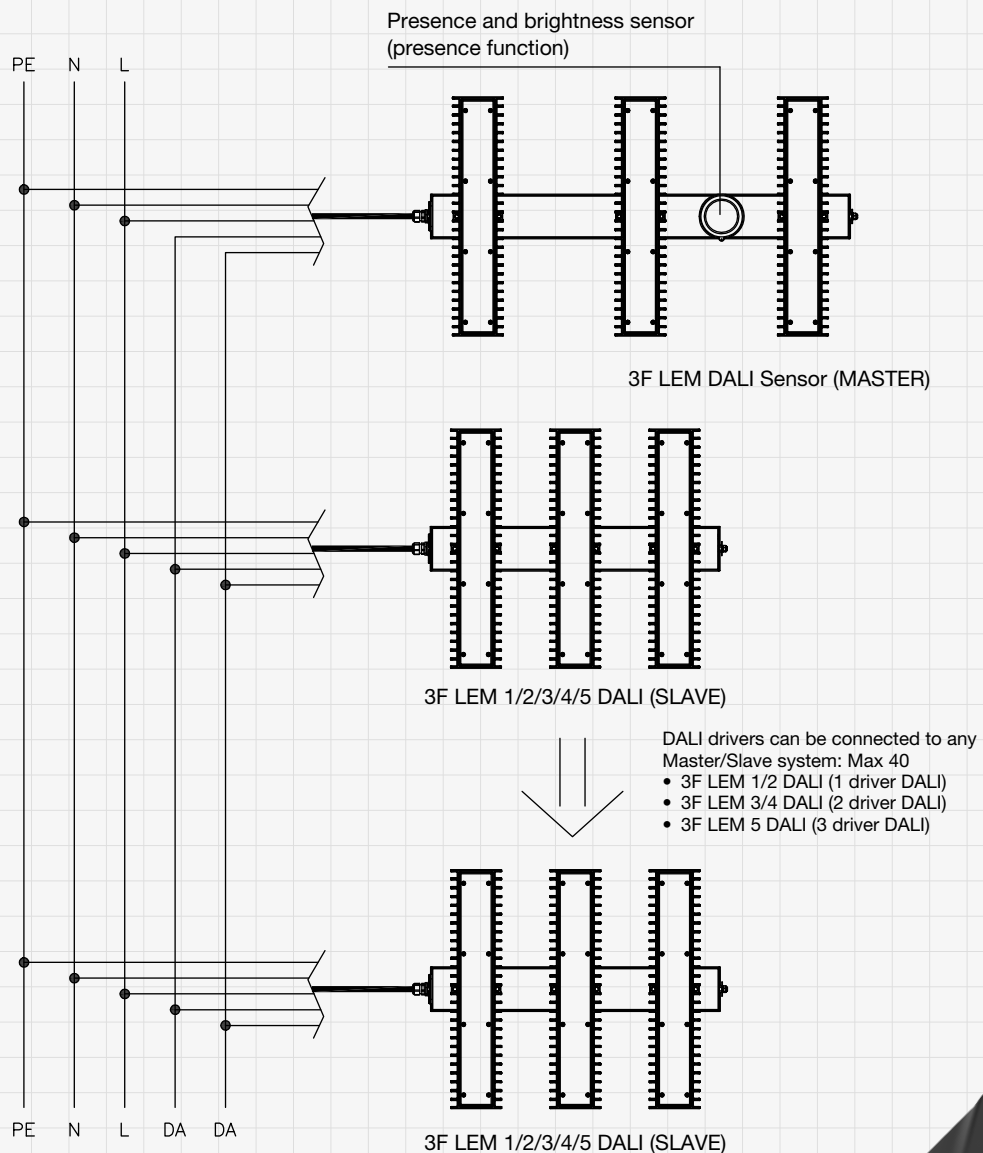 Presence and brightness sensor
(presence function)
PE N L
3F LEM DALI Sensor (MASTER)
3F LEM 1/2/3/4/5 DALI (SLAVE)
DALI drivers can be connected to any
Master/Slave system: Max 40
• 3F LEM 1/2 DALI (1 driver DALI)
• 3F LEM 3/4 DALI (2 driver DALI)
• 3F LEM 5 DALI (3 driver DALI)
PE N L DA DA
3F LEM 1/2/3/4/5 DALI (SLAVE)